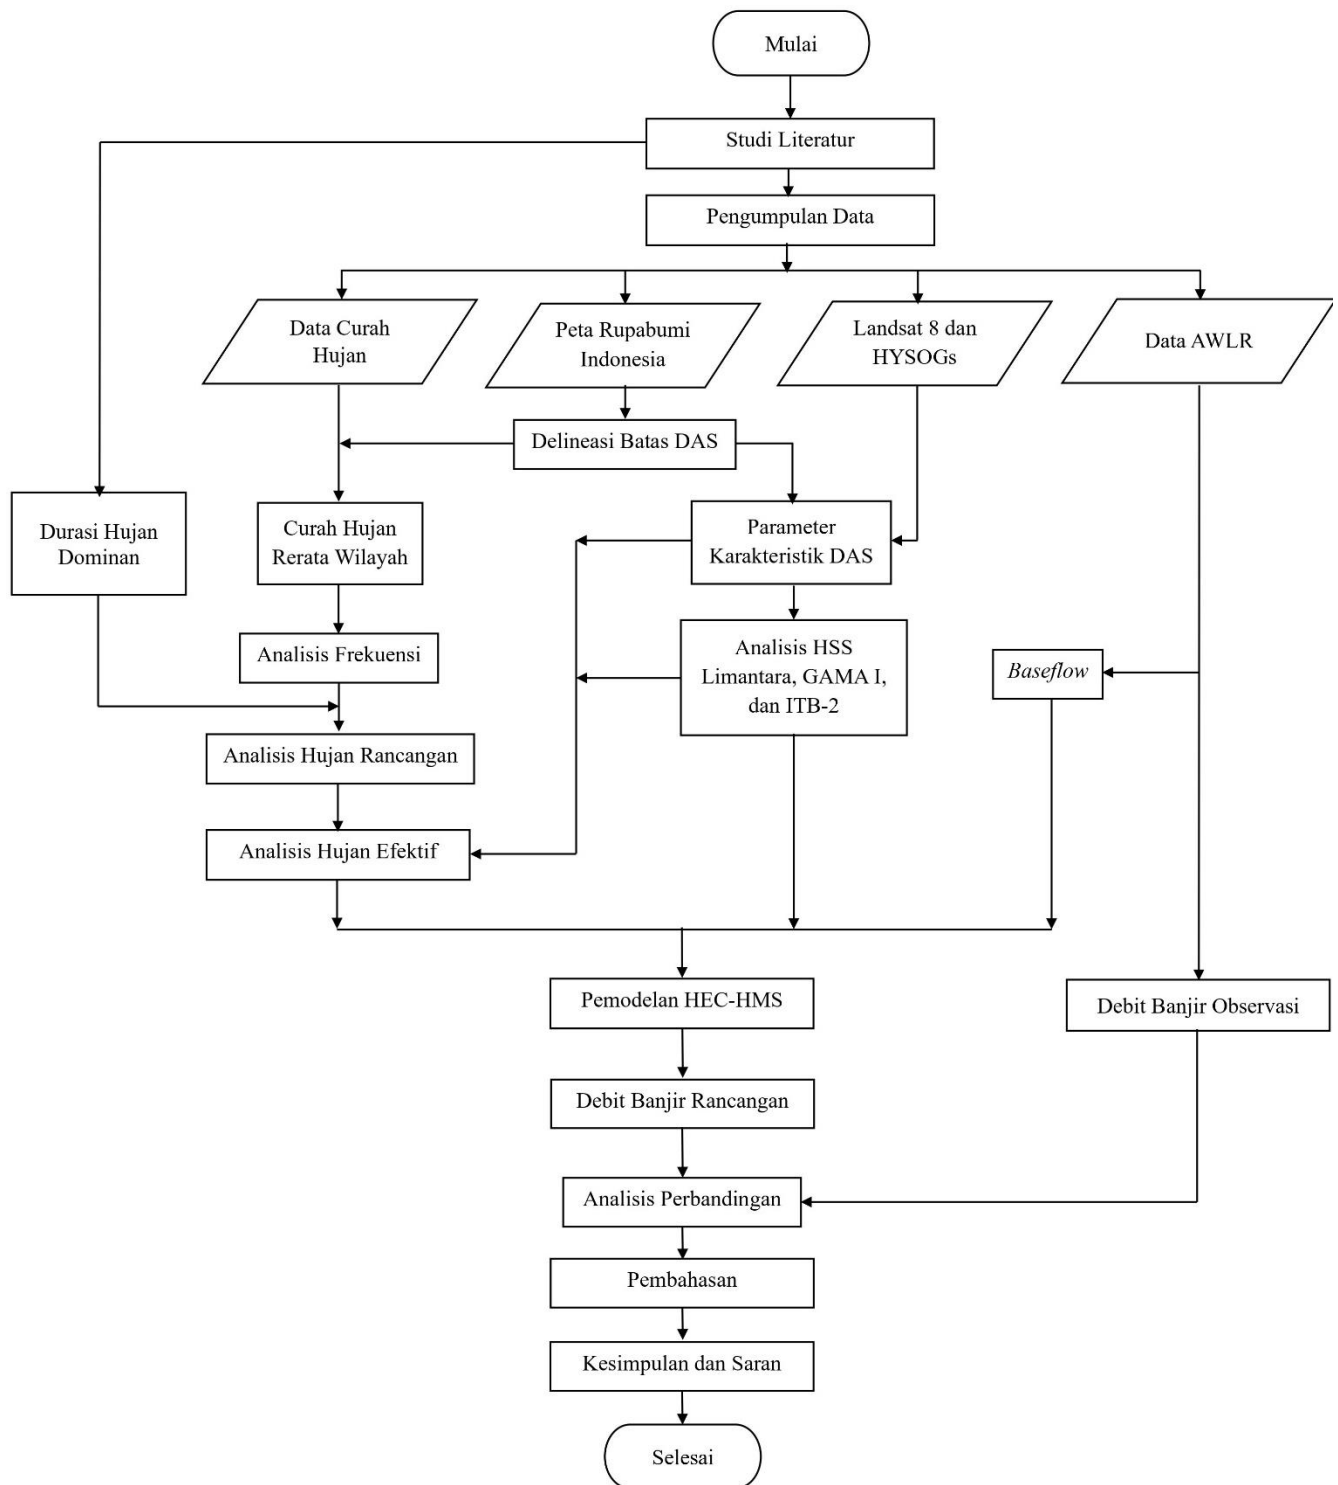 Mulai
Studi Literatur
Pengumpulan Data
Data Curah
Hujan
Peta Rupabumi
Indonesia
Landsat 8 dan
HYSOGs
Data AWLR
Delineasi Batas DAS
Durasi Hujan
Dominan
Curah Hujan
Rerata Wilayah
Parameter
Karakteristik DAS
Analisis Frekuensi
Analisis HSS
Limantara, GAMA I,
dan ITB-2
Baseflow
Analisis Hujan Rancangan
Analisis Hujan Efektif
Pemodelan HEC-HMS
Debit Banjir Observasi
Debit Banjir Rancangan
Analisis Perbandingan
Pembahasan
Kesimpulan dan Saran
Selesai